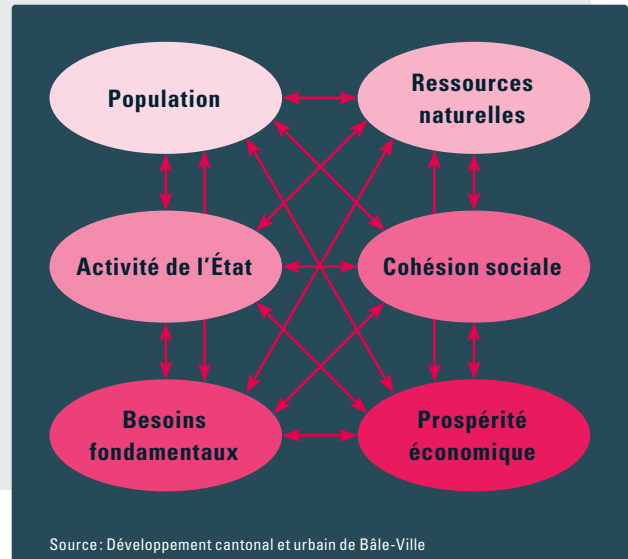 Population
Ressources
naturelles
Activité de l'État
Cohésion sociale
Besoins
fondamentaux
Prospérité
économique
Source: Développement cantonal et urbain de Bâle-Ville